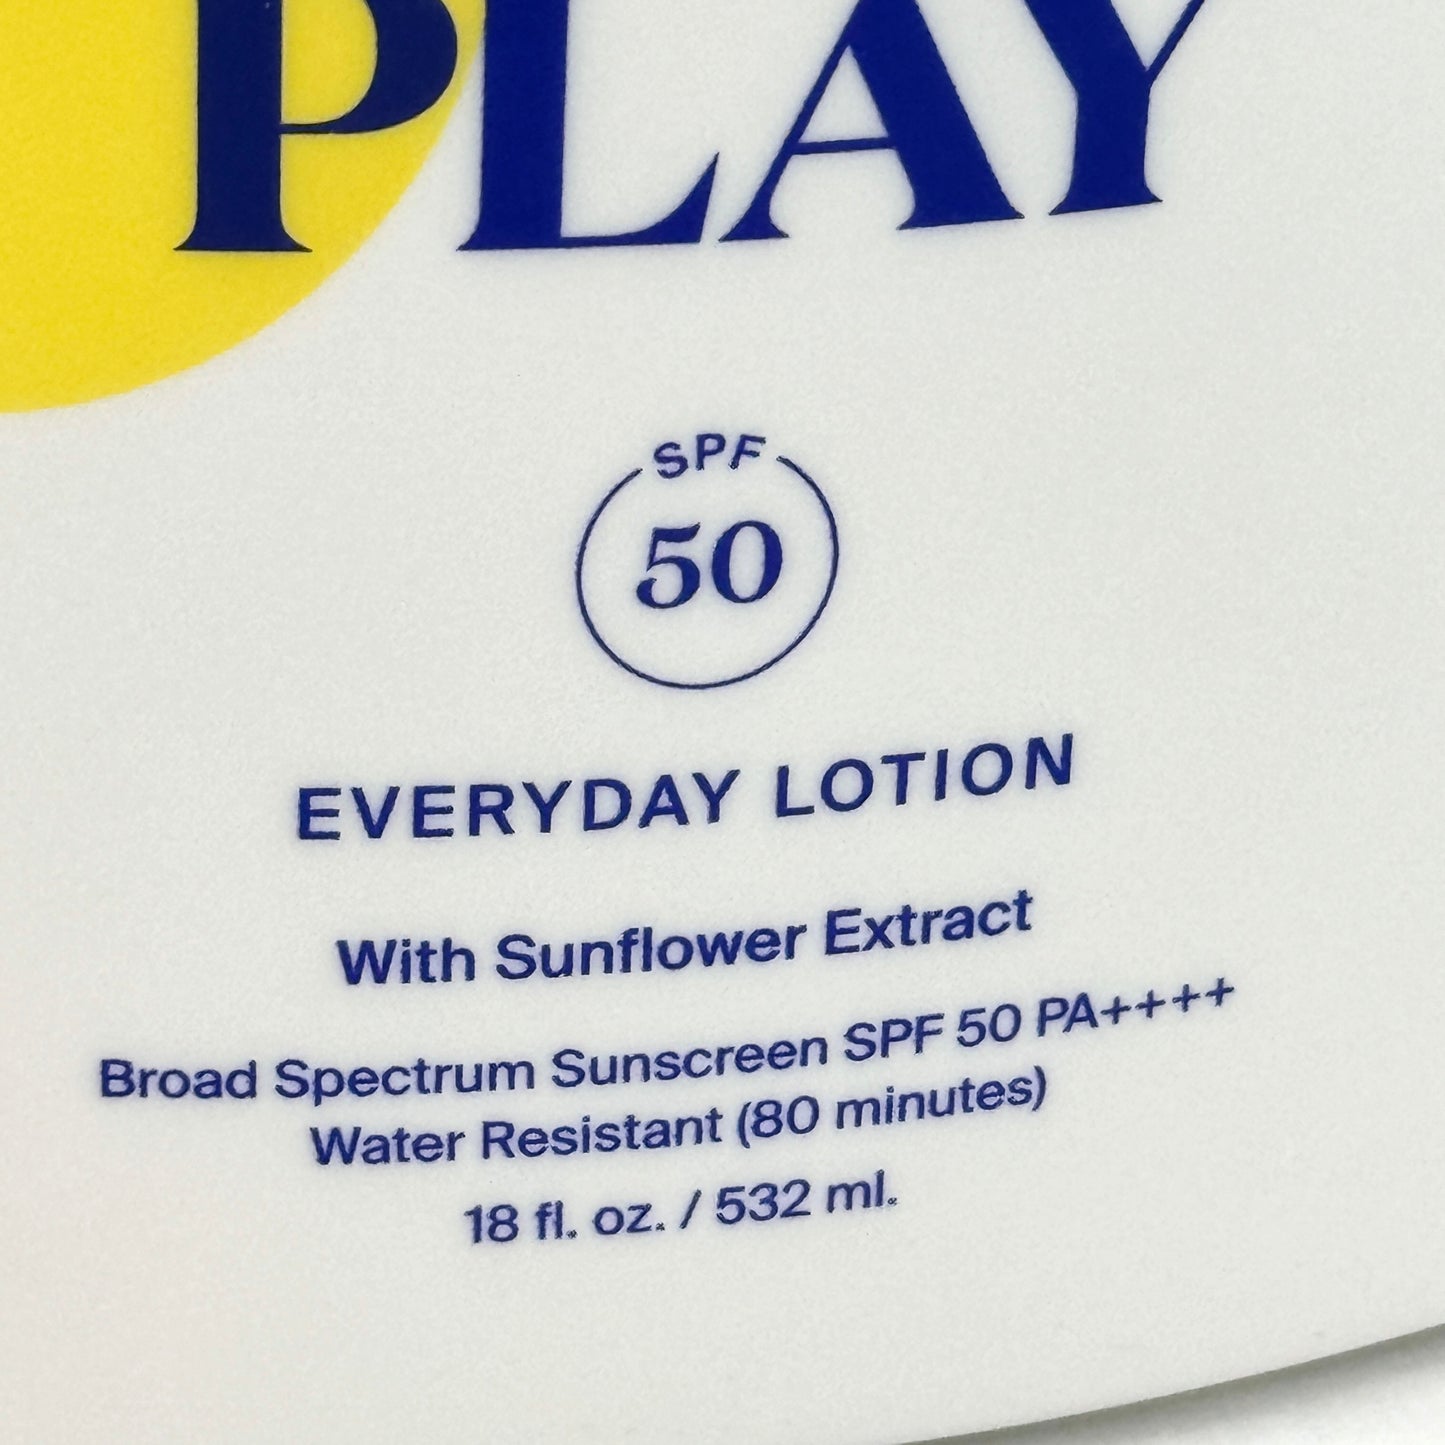 PLAY
SPF
50
EVERYDAY LOTION
With Sunflower Extract
Broad Spectrum Sunscreen SPF 50 PA++++
Water Resistant (80 minutes)
18 fl. oz. / 532 ml.